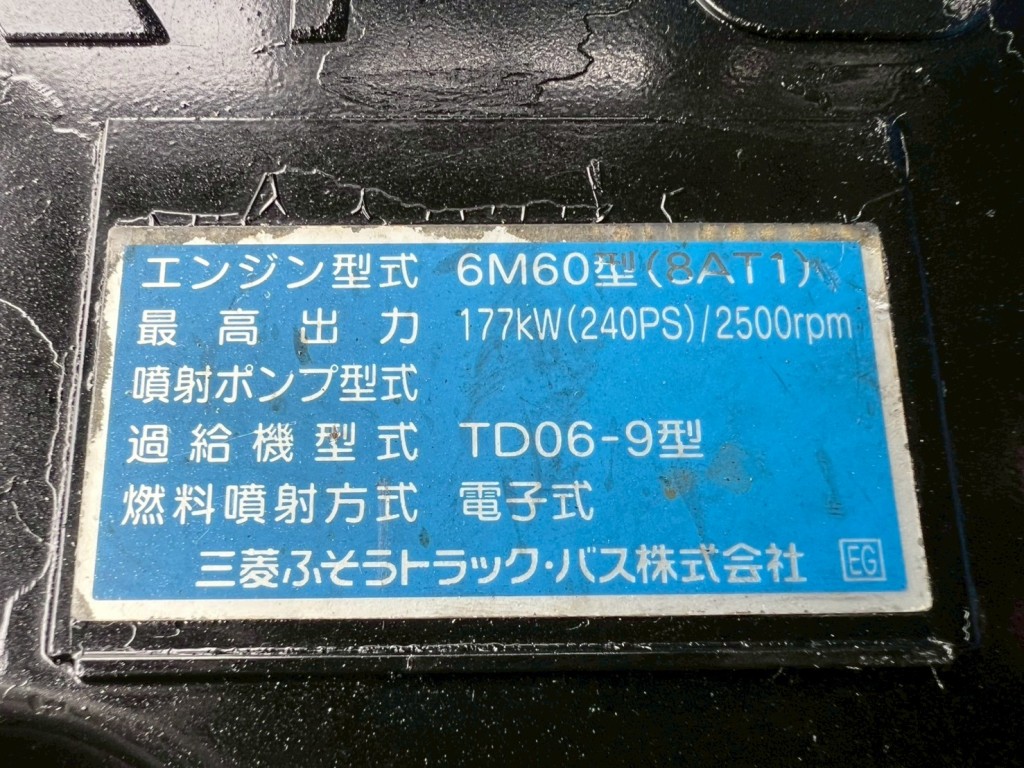 エンジン型式 6M60型(8AT1)
最高出力 177kW(240PS)/2500rpm
噴射ポンプ型式
過給機型式 TD06-9型
燃料噴射方式 電子式
三菱ふそうトラック・バス株式会社 EG